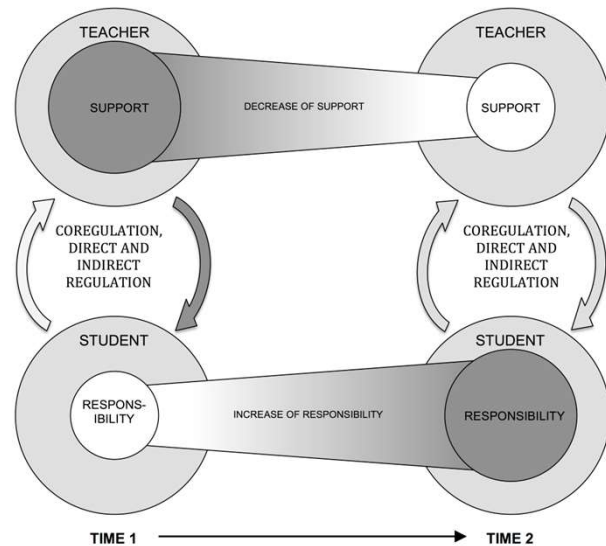 TEACHER
TEACHER
SUPPORT
DECREASE OF SUPPORT
SUPPORT
COREGULATION,
DIRECT AND
INDIRECT
REGULATION
COREGULATION,
DIRECT AND
INDIRECT
REGULATION
STUDENT
STUDENT
RESPONS-
IBILITY
INCREASE OF RESPONSIBILITY
RESPONSIBILITY
TIME 1
TIME 2